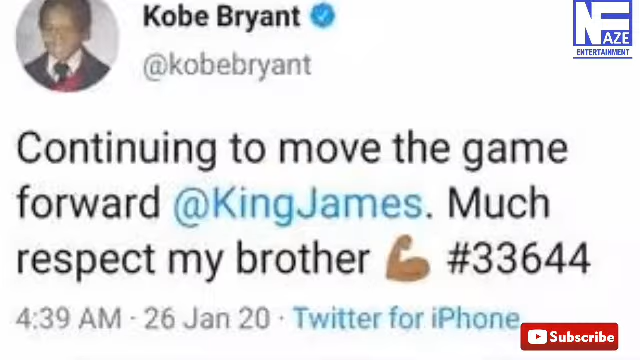 Kobe Bryant
@kobebryant
Continuing to move the game
forward @KingJames. Much
respect my brother 💪🏾 #33644
4:39 AM · 26 Jan 20 · Twitter for iPhone
NF
AZE
ENTERTAINMENT
Subscribe